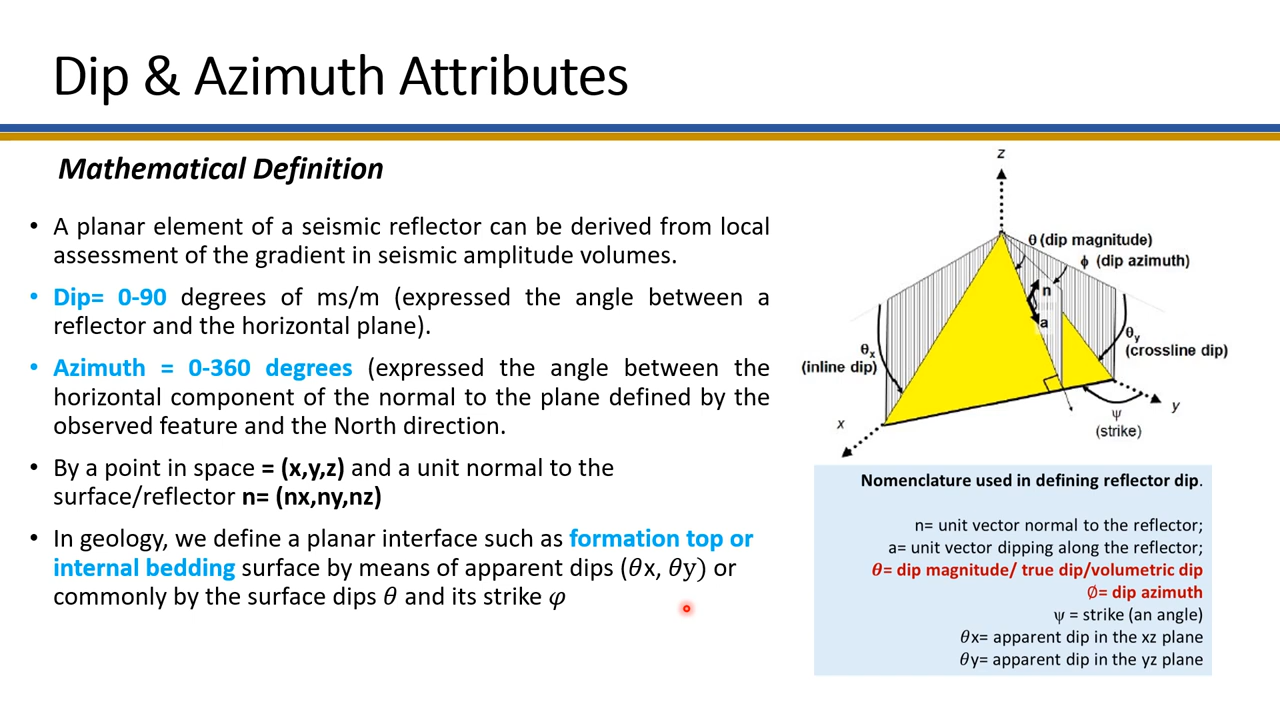 Dip & Azimuth Attributes
Mathematical Definition
• A planar element of a seismic reflector can be derived from local
assessment of the gradient in seismic amplitude volumes.
• Dip= 0-90 degrees of ms/m (expressed the angle between a
reflector and the horizontal plane).
• Azimuth = 0-360 degrees (expressed the angle between the
horizontal component of the normal to the plane defined by the
observed feature and the North direction.
• By a point in space = (x,y,z) and a unit normal to the
surface/reflector n= (nx,ny,nz)
• In geology, we define a planar interface such as formation top or
internal bedding surface by means of apparent dips (θx, θy) or
commonly by the surface dips θ and its strike φ
z
θ (dip magnitude)
ϕ (dip azimuth)
n
a
θx
(inline dip)
θy
(crossline dip)
x
y
ψ
(strike)
Nomenclature used in defining reflector dip.
n= unit vector normal to the reflector;
a= unit vector dipping along the reflector;
θ= dip magnitude/ true dip/volumetric dip
∅= dip azimuth
ψ = strike (an angle)
θx= apparent dip in the xz plane
θy= apparent dip in the yz plane